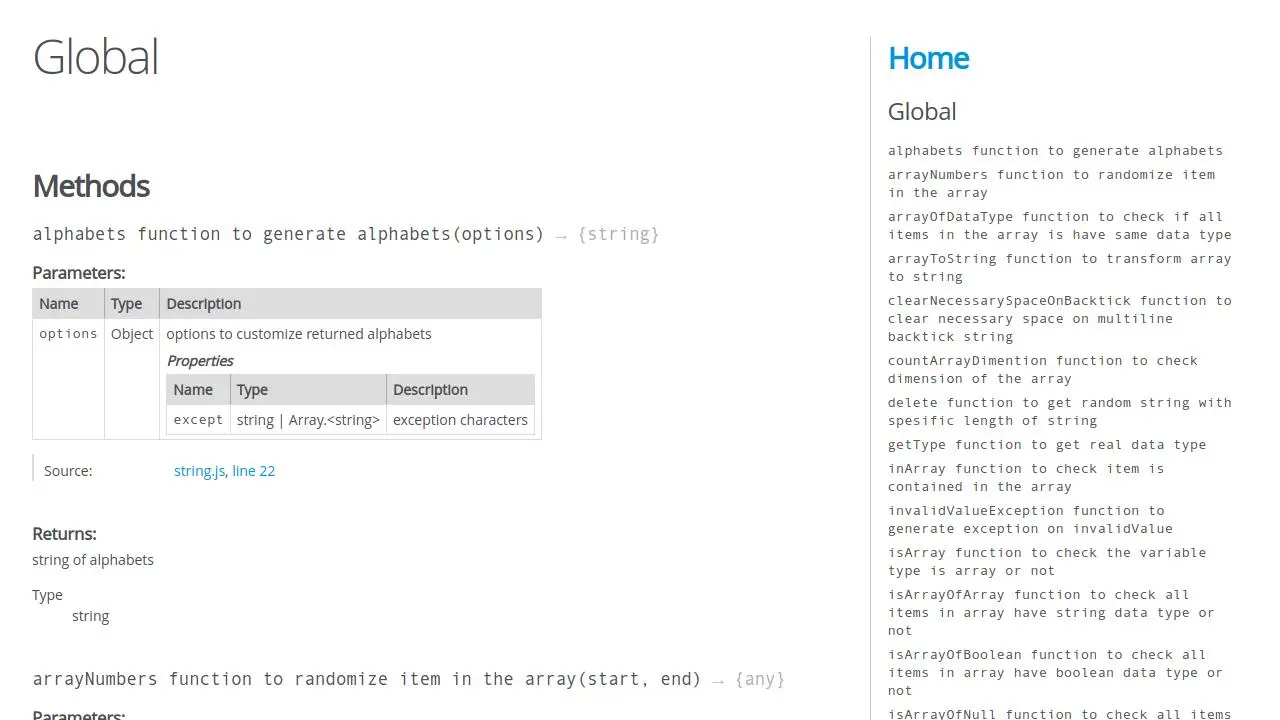 Global
Methods
alphabets function to generate alphabets(options) → {string}
Parameters:
Name Type Description
options Object options to customize returned alphabets
Properties
Name Type Description
except string | Array.<string> exception characters
Source: string.js, line 22
Returns:
string of alphabets
Type
string
arrayNumbers function to randomize item in the array(start, end) → {any}
Parameters:
Home
Global
alphabets function to generate alphabets
arrayNumbers function to randomize item
in the array
arrayOfDataType function to check if all
items in the array is have same data type
arrayToString function to transform array
to string
clearNecessarySpaceOnBacktick function to
clear necessary space on multiline
backtick string
countArrayDimention function to check
dimension of the array
delete function to get random string with
spesific length of string
getType function to get real data type
inArray function to check item is
contained in the array
invalidValueException function to
generate exception on invalidValue
isArray function to check the variable
type is array or not
isArrayOfArray function to check all
items in array have string data type or
not
isArrayOfBoolean function to check all
items in array have boolean data type or
not
isArrayOfNull function to check all items